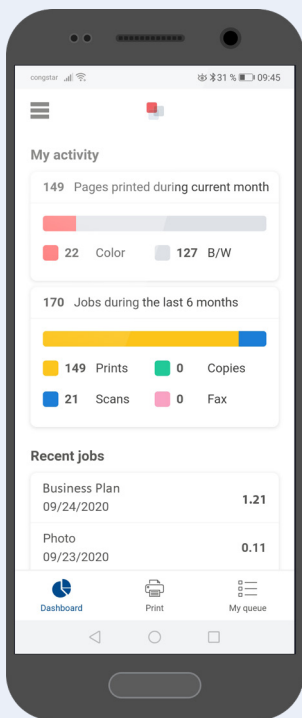 congstar 31 % 09:45
My activity
149 Pages printed during current month
22 Color 127 B/W
170 Jobs during the last 6 months
149 Prints 0 Copies
21 Scans 0 Fax
Recent jobs
Business Plan
09/24/2020
1.21
Photo
09/23/2020
0.11
Dashboard Print My queue